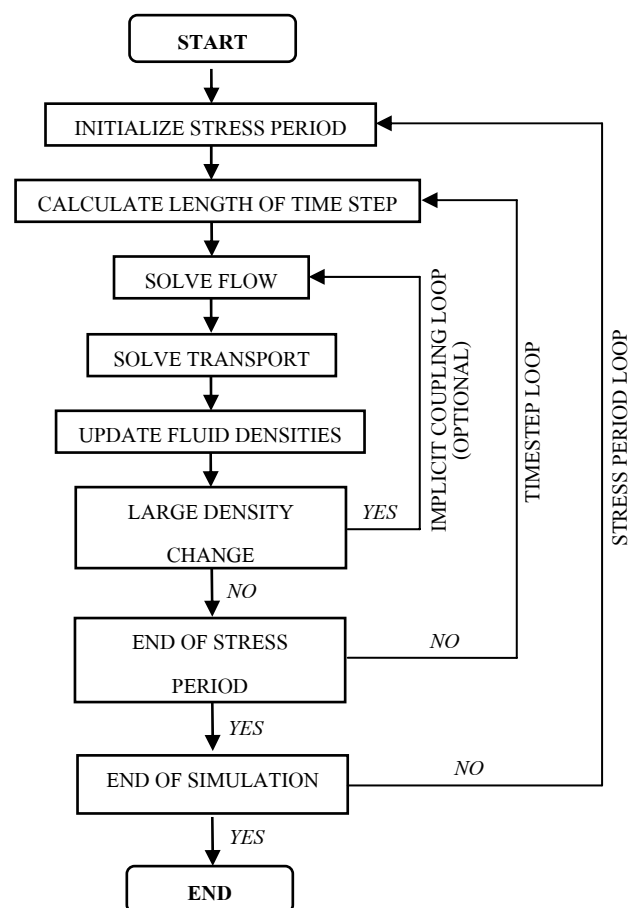 START
INITIALIZE STRESS PERIOD
CALCULATE LENGTH OF TIME STEP
SOLVE FLOW
SOLVE TRANSPORT
UPDATE FLUID DENSITIES
LARGE DENSITY
CHANGE
YES
IMPLICIT COUPLING LOOP
(OPTIONAL)
TIMESTEP LOOP
STRESS PERIOD LOOP
NO
END OF STRESS
PERIOD
NO
YES
END OF SIMULATION
NO
YES
END